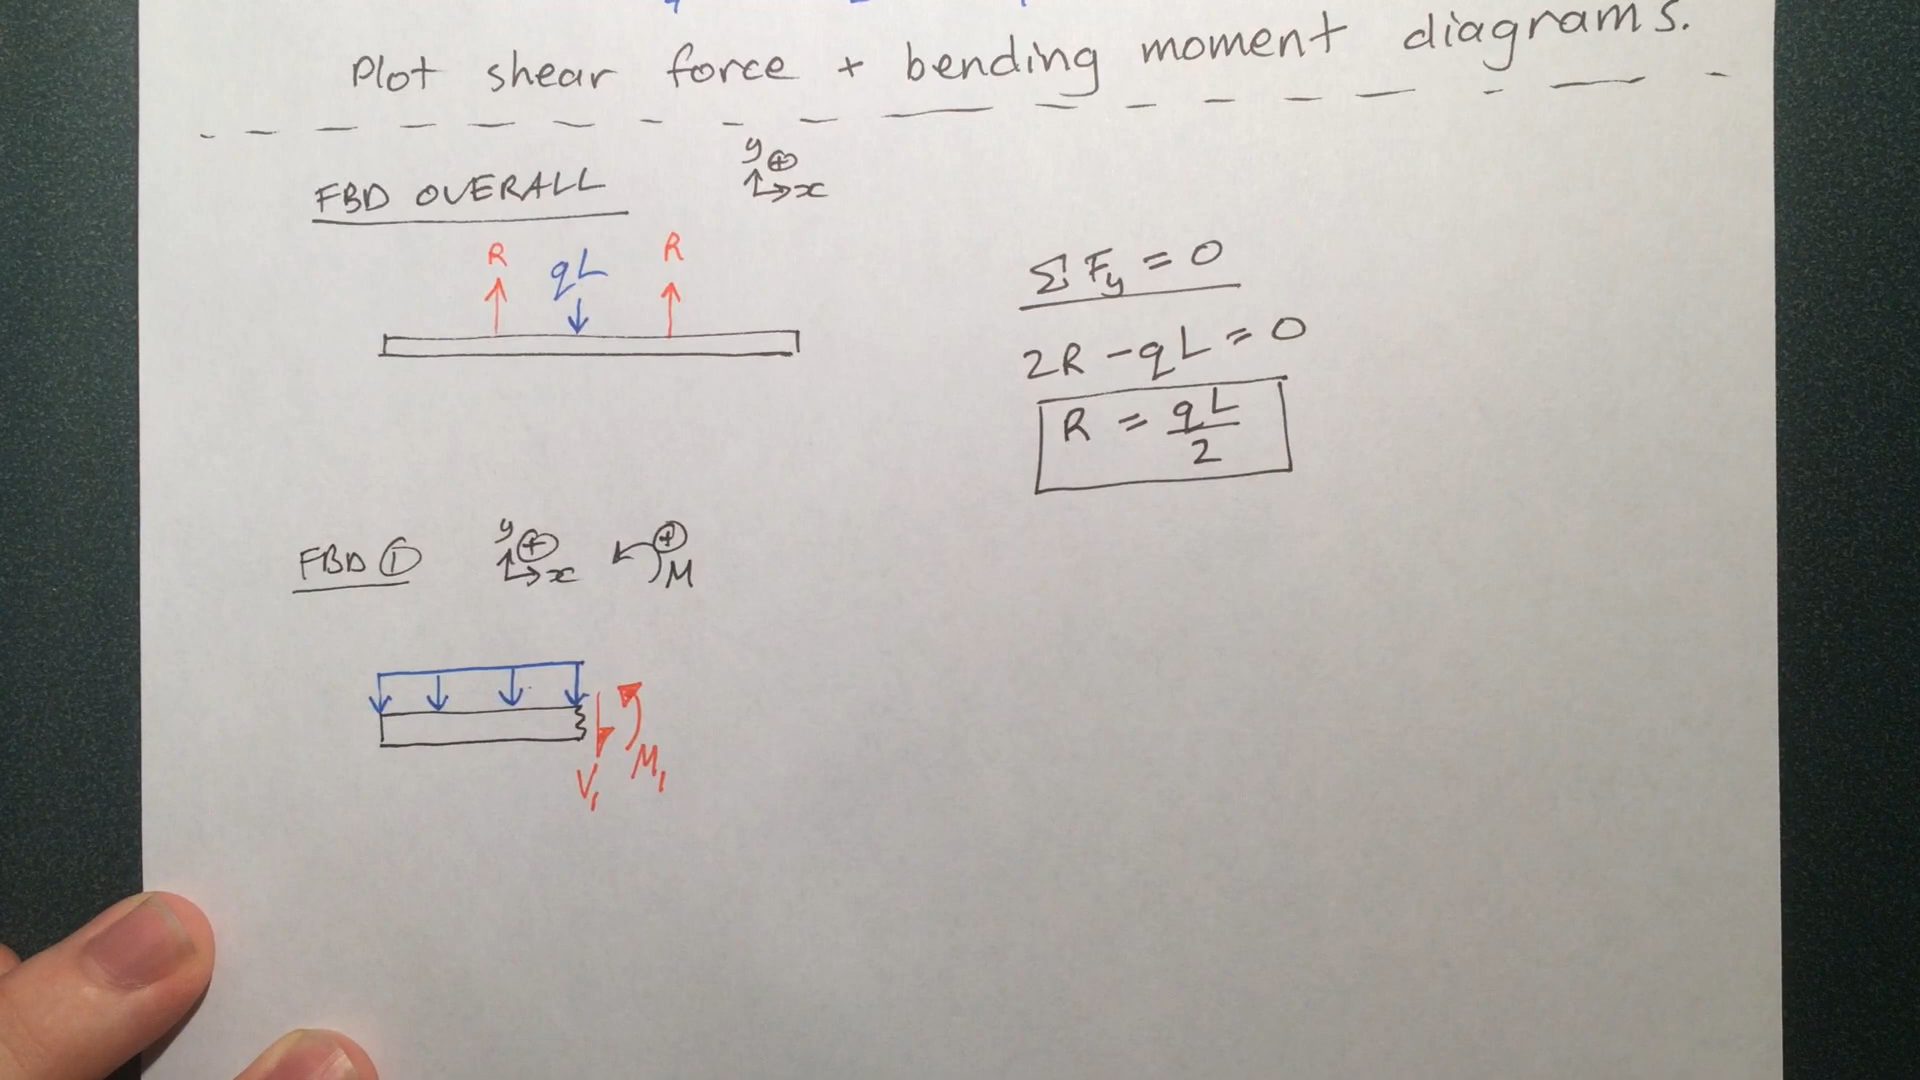 Plot shear force + bending moment diagrams.
FBD OVERALL
y ⊕
x
R qL R
ΣFy = 0
2R - qL = 0
R = qL/2
FBD ①
y ⊕
x
⊕
M
V₁ M₁